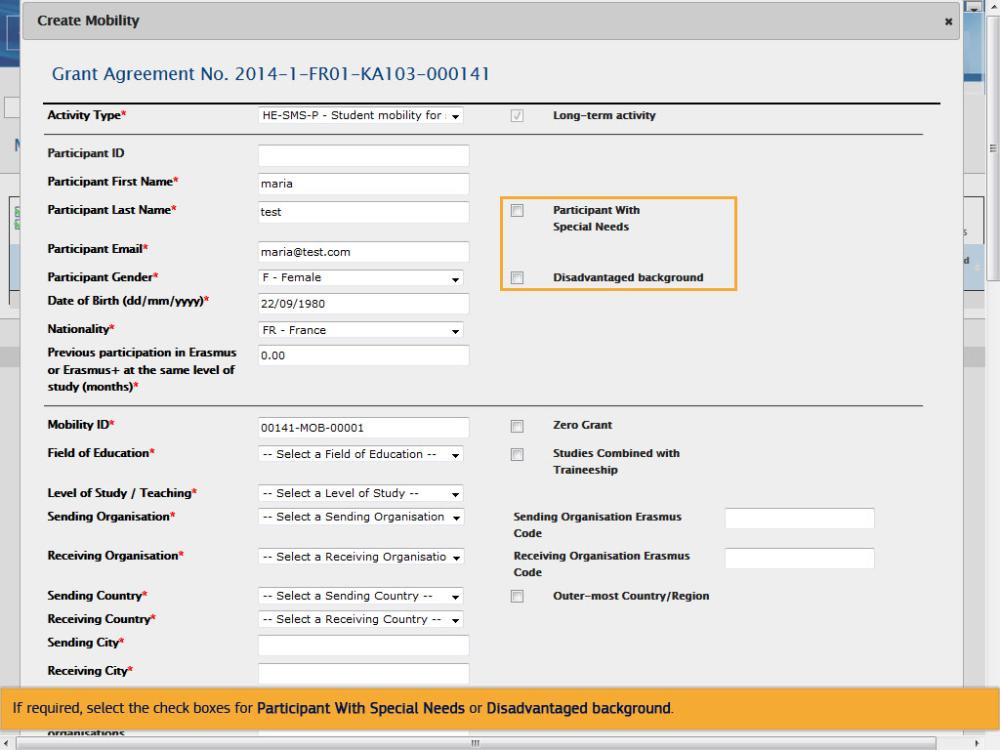 Create Mobility
Grant Agreement No. 2014-1-FR01-KA103-000141
Activity Type* HE-SMS-P - Student mobility for Long-term activity
Participant ID
Participant First Name* maria
Participant Last Name* test Participant With
Special Needs
Participant Email* maria@test.com
Participant Gender* F - Female Disadvantaged background
Date of Birth (dd/mm/yyyy)* 22/09/1980
Nationality* FR - France
Previous participation in Erasmus 0.00
or Erasmus+ at the same level of
study (months)*
Mobility ID* 00141-MOB-00001 Zero Grant
Field of Education* -- Select a Field of Education -- Studies Combined with
Traineeship
Level of Study / Teaching* -- Select a Level of Study --
Sending Organisation* -- Select a Sending Organisation Sending Organisation Erasmus
Code
Receiving Organisation* -- Select a Receiving Organisatio Receiving Organisation Erasmus
Code
Sending Country* -- Select a Sending Country -- Outer-most Country/Region
Receiving Country* -- Select a Receiving Country --
Sending City*
Receiving City*
If required, select the check boxes for Participant With Special Needs or Disadvantaged background.
organisations